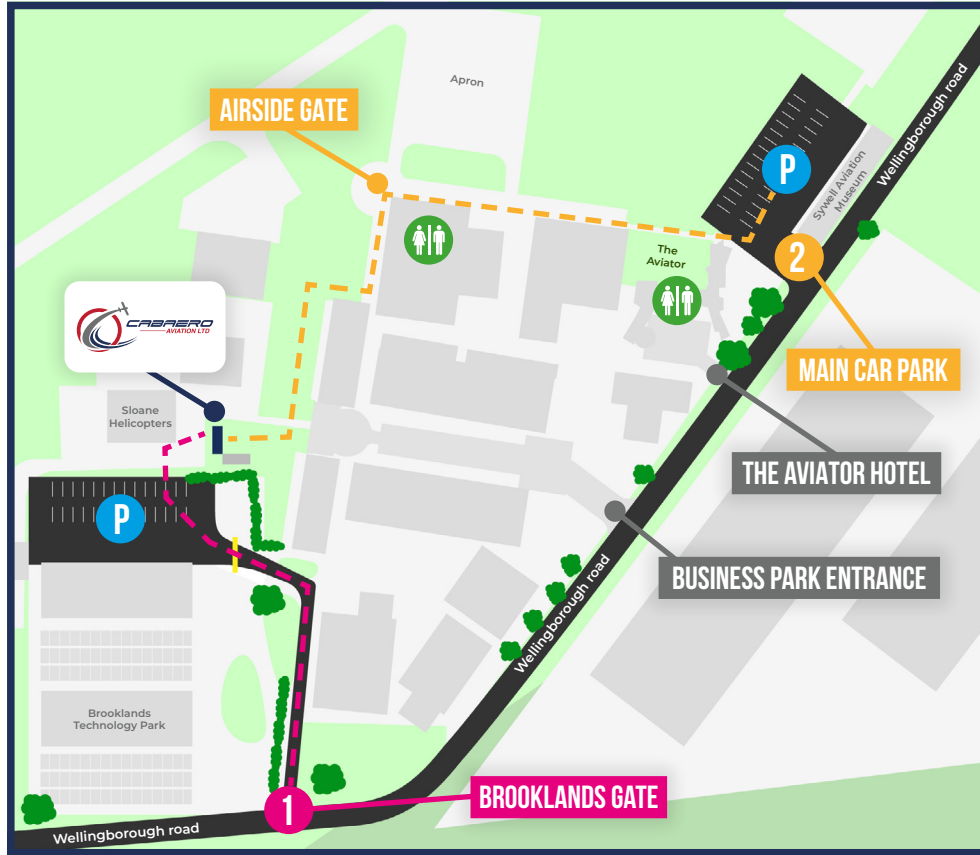 Apron
AIRSIDE GATE
Wellingborough road
P
Sywell Aviation
Museum
The
Aviator
2
CABAERO
AVIATION LTD
MAIN CAR PARK
Sloane
Helicopters
THE AVIATOR HOTEL
P
BUSINESS PARK ENTRANCE
Wellingborough road
Brooklands
Technology Park
BROOKLANDS GATE
1
Wellingborough road